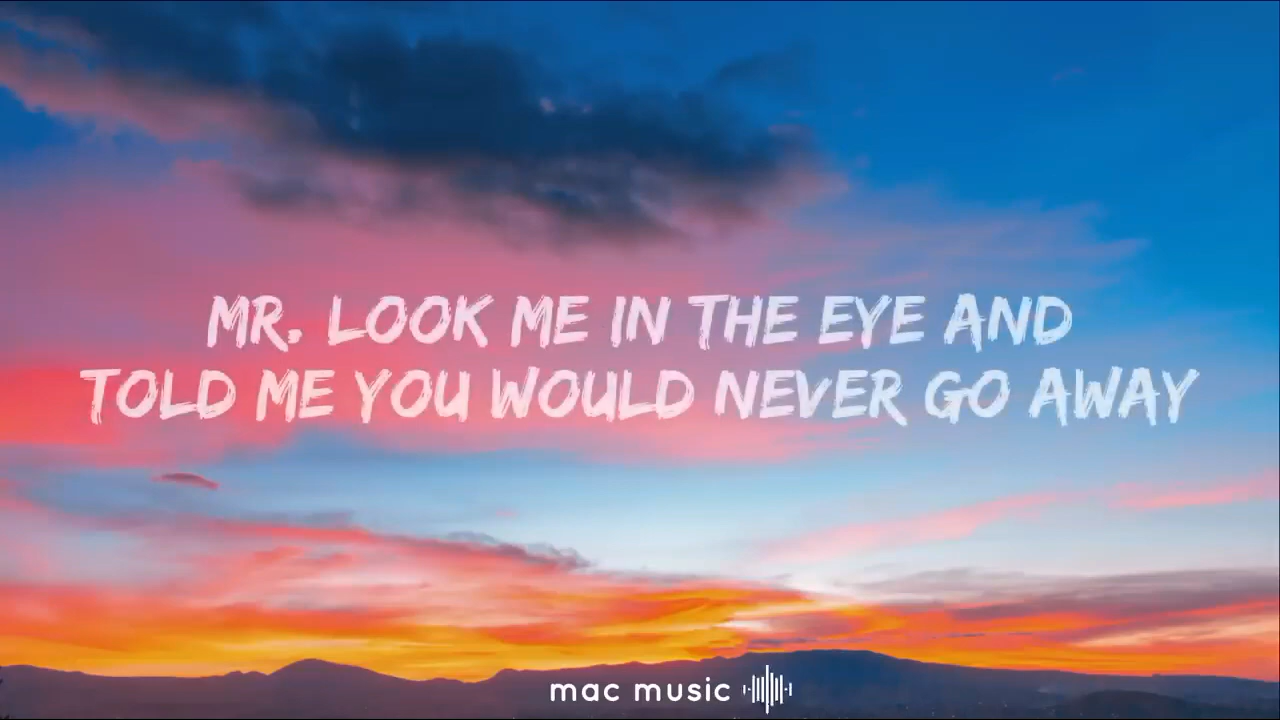 MR. LOOK ME IN THE EYE AND
TOLD ME YOU WOULD NEVER GO AWAY
mac music